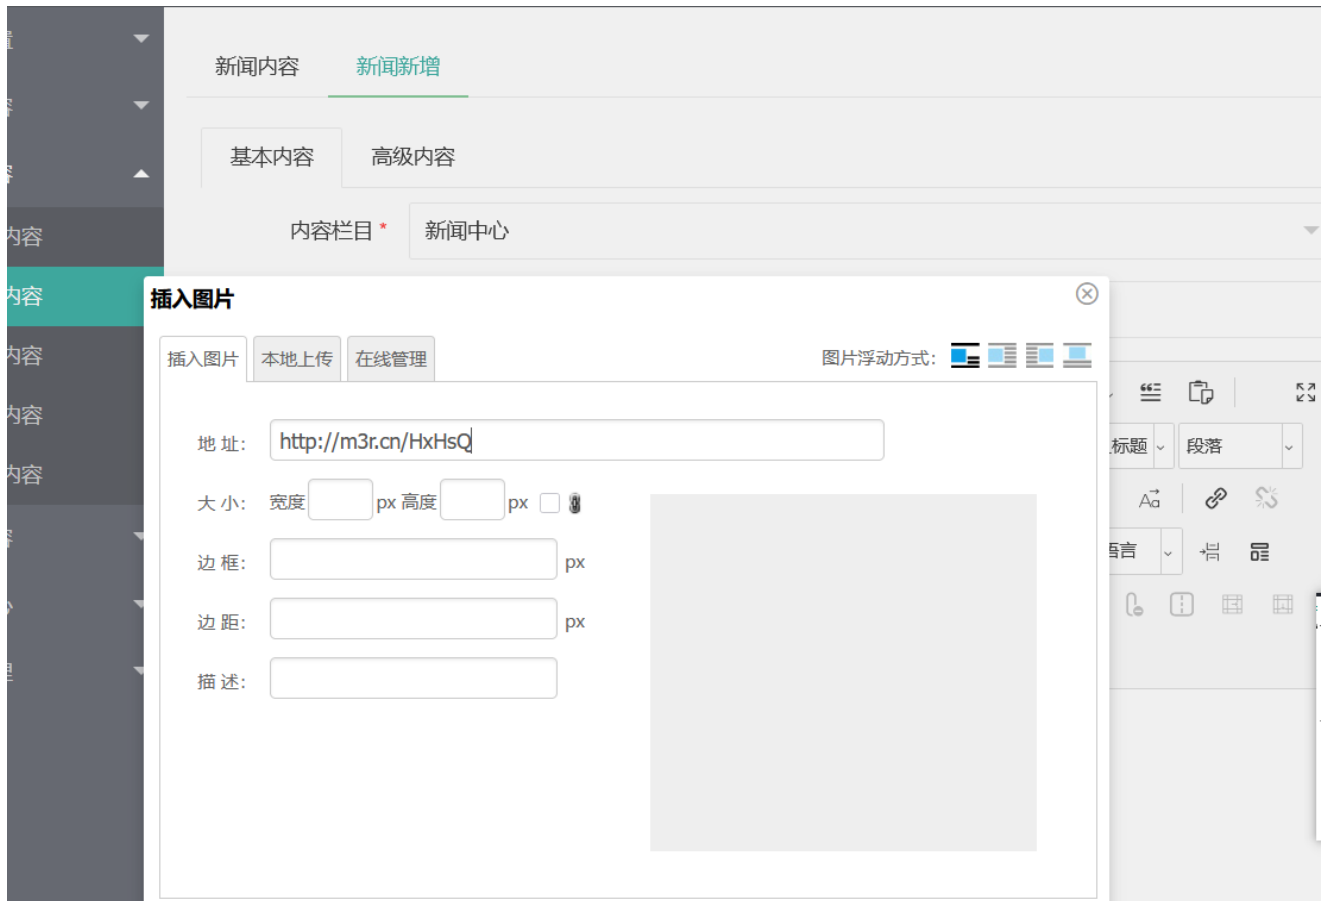 新闻内容 新闻新增
基本内容 高级内容
内容栏目 * 新闻中心
内容
内容
内容
内容
内容
插入图片
插入图片 本地上传 在线管理 图片浮动方式:
地 址: http://m3r.cn/HxHsQ
大 小: 宽度 px 高度 px
边 框: px
边 距: px
描 述:
标题 段落
语言